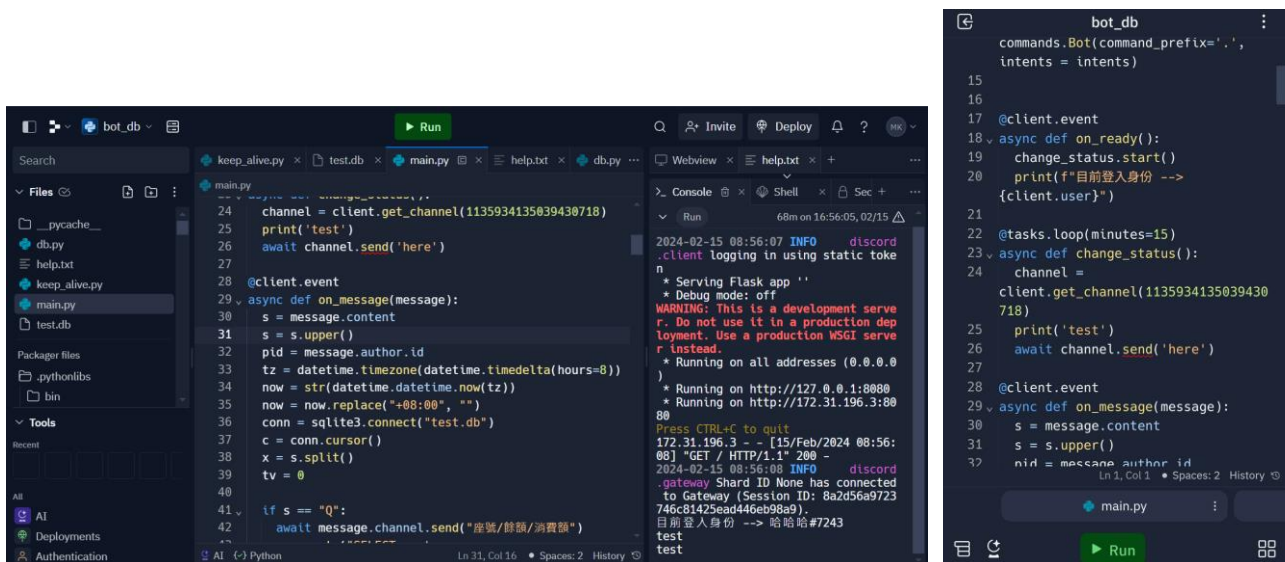 bot_db
Run
Invite
Deploy
?
MK
Search
keep_alive.py
test.db
main.py
help.txt
db.py
Webview
help.txt
Files
main.py
Console
Shell
Sec
Run
68m on 16:56:05, 02/15
__pycache__
db.py
help.txt
keep_alive.py
main.py
test.db
Packager files
.pythonlibs
bin
Tools
Recent
All
AI
Deployments
Authentication
24 channel = client.get_channel(1135934135039430718)
25 print('test')
26 await channel.send('here')
27
28 @client.event
29 async def on_message(message):
30 s = message.content
31 s = s.upper()
32 pid = message.author.id
33 tz = datetime.timezone(datetime.timedelta(hours=8))
34 now = str(datetime.datetime.now(tz))
35 now = now.replace("+08:00", "")
36 conn = sqlite3.connect("test.db")
37 c = conn.cursor()
38 x = s.split()
39 tv = 0
40
41 if s == "Q":
42 await message.channel.send("座號/餘額/消費額")
AI Python
Ln 31, Col 16 • Spaces: 2 History
2024-02-15 08:56:07 INFO discord
.client logging in using static toke
n
* Serving Flask app ''
* Debug mode: off
WARNING: This is a development serve
r. Do not use it in a production dep
loyment. Use a production WSGI serve
r instead.
* Running on all addresses (0.0.0.0
)
* Running on http://127.0.0.1:8080
* Running on http://172.31.196.3:80
80
Press CTRL+C to quit
172.31.196.3 - - [15/Feb/2024 08:56:
08] "GET / HTTP/1.1" 200 -
2024-02-15 08:56:08 INFO discord
.gateway Shard ID None has connected
to Gateway (Session ID: 8a2d56a9723
746c81425ead446eb98a9).
目前登入身份 --> 哈哈哈#7243
test
test
bot_db
commands.Bot(command_prefix='.',
intents = intents)
15
16
17 @client.event
18 async def on_ready():
19 change_status.start()
20 print(f"目前登入身份 -->
{client.user}")
21
22 @tasks.loop(minutes=15)
23 async def change_status():
24 channel =
client.get_channel(1135934135039430
718)
25 print('test')
26 await channel.send('here')
27
28 @client.event
29 async def on_message(message):
30 s = message.content
31 s = s.upper()
32 pid = message.author.id
Ln 1, Col 1 • Spaces: 2 History
main.py
Run